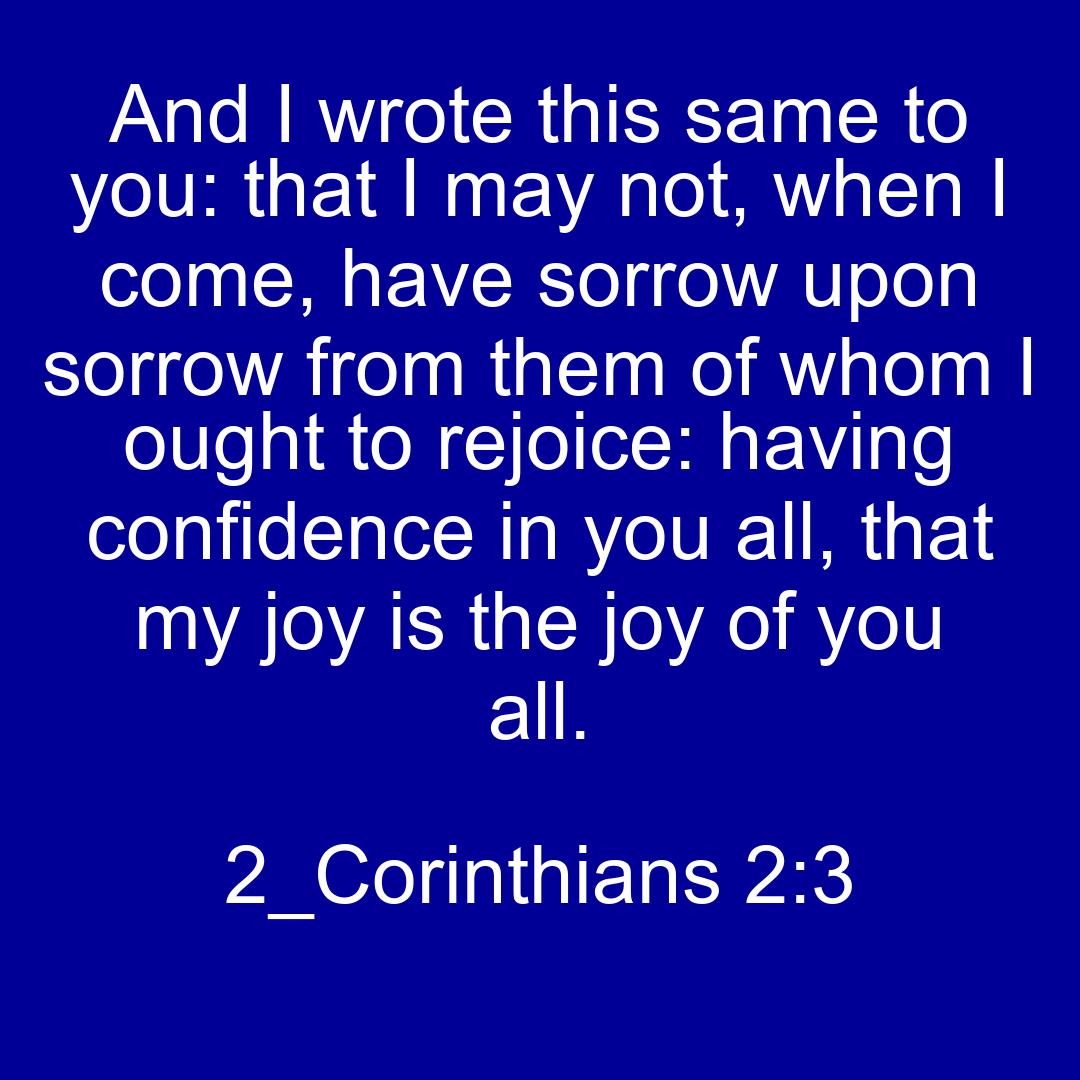 And I wrote this same to
you: that I may not, when I
come, have sorrow upon
sorrow from them of whom I
ought to rejoice: having
confidence in you all, that
my joy is the joy of you
all.
2_Corinthians 2:3